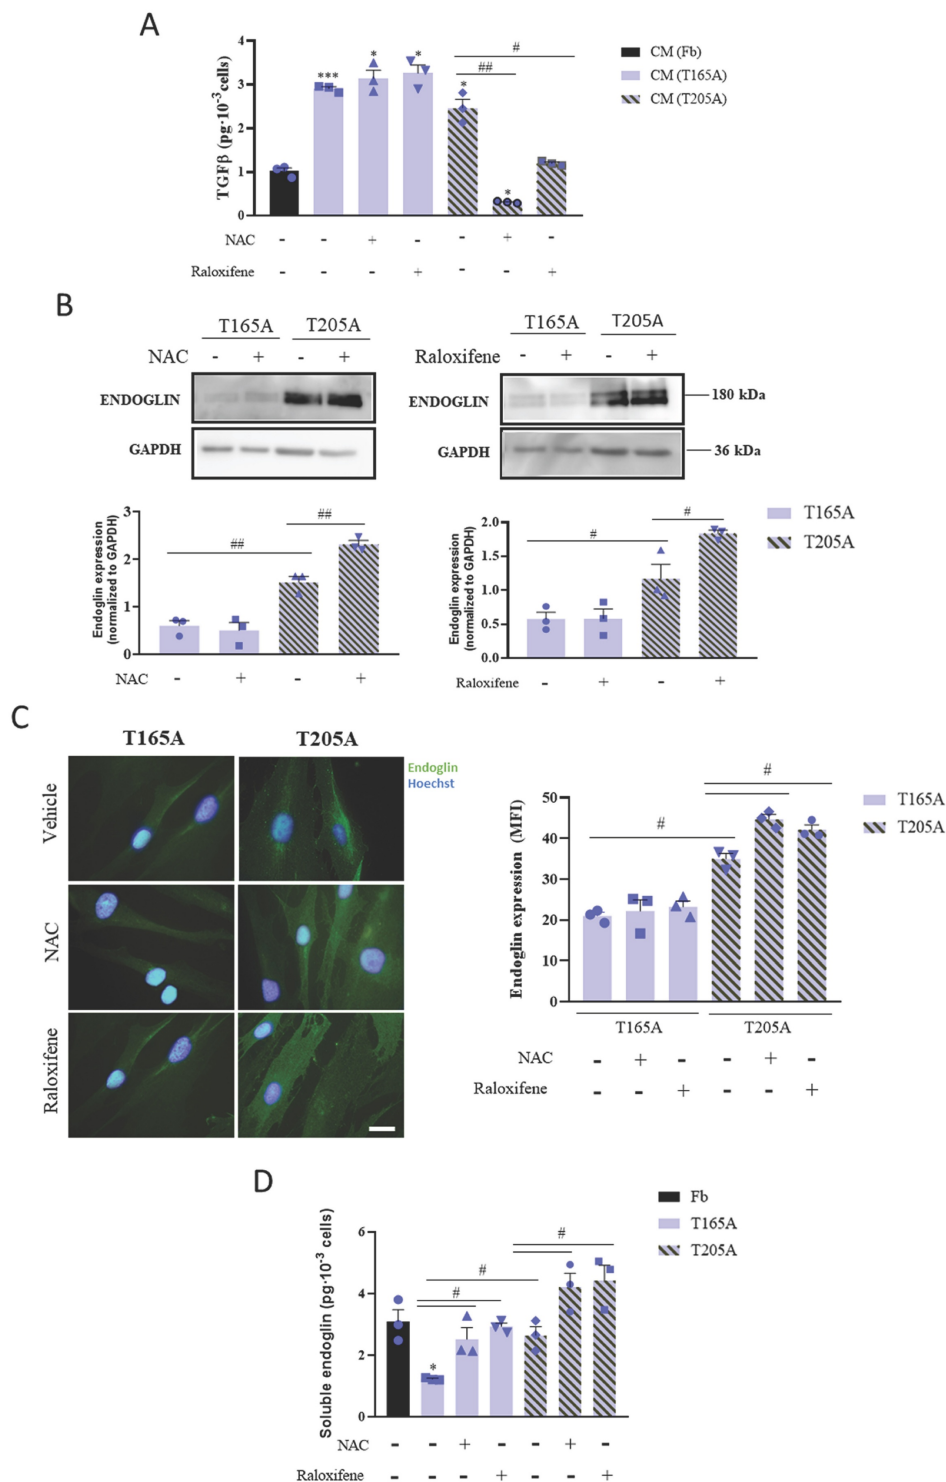 A
TGFβ (pg·10⁻³cells)
4
3
2
1
0
***
*
*
*
*
#
##
CM (Fb)
CM (T165A)
CM (T205A)
NAC - - + - - + -
Raloxifene - - - + - - +
B
T165A T205A
NAC - + - +
ENDOGLIN
GAPDH
T165A T205A
Raloxifene - + - +
ENDOGLIN 180 kDa
GAPDH 36 kDa
Endoglin expression
(normalized to GAPDH)
3
2
1
0
##
##
NAC - + - +
Endoglin expression
(normalized to GAPDH)
2.0
1.5
1.0
0.5
0.0
#
#
Raloxifene - + - +
T165A
T205A
C
T165A T205A
Endoglin
Hoechst
Vehicle
NAC
Raloxifene
Endoglin expression (MFI)
50
40
30
20
10
0
#
#
T165A
T205A
T165A T205A
NAC - + - - + -
Raloxifene - - + - - +
D
Soluble endoglin (pg·10⁻³ cells)
6
4
2
0
*
#
#
#
Fb
T165A
T205A
NAC - - + - - + -
Raloxifene - - - + - - +